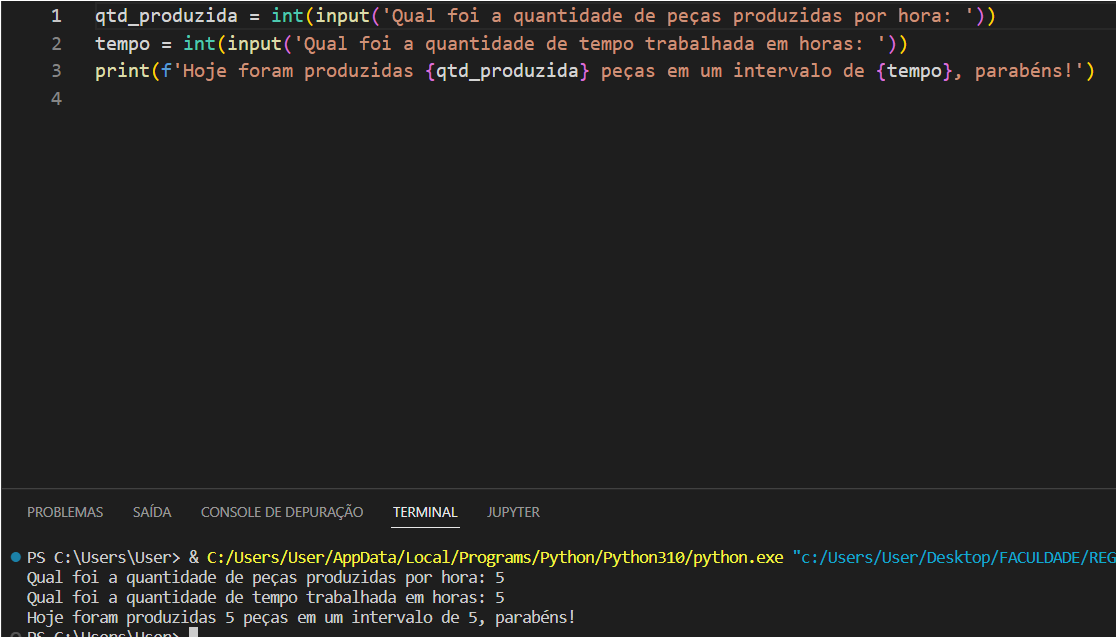 1 qtd_produzida = int(input('Qual foi a quantidade de peças produzidas por hora: '))
2 tempo = int(input('Qual foi a quantidade de tempo trabalhada em horas: '))
3 print(f'Hoje foram produzidas {qtd_produzida} peças em um intervalo de {tempo}, parabéns!')
4
PROBLEMAS SAÍDA CONSOLE DE DEPURAÇÃO TERMINAL JUPYTER
PS C:\Users\User> & C:/Users/User/AppData/Local/Programs/Python/Python310/python.exe "c:/Users/User/Desktop/FACULDADE/REG
Qual foi a quantidade de peças produzidas por hora: 5
Qual foi a quantidade de tempo trabalhada em horas: 5
Hoje foram produzidas 5 peças em um intervalo de 5, parabéns!
PS C:\Users\User>